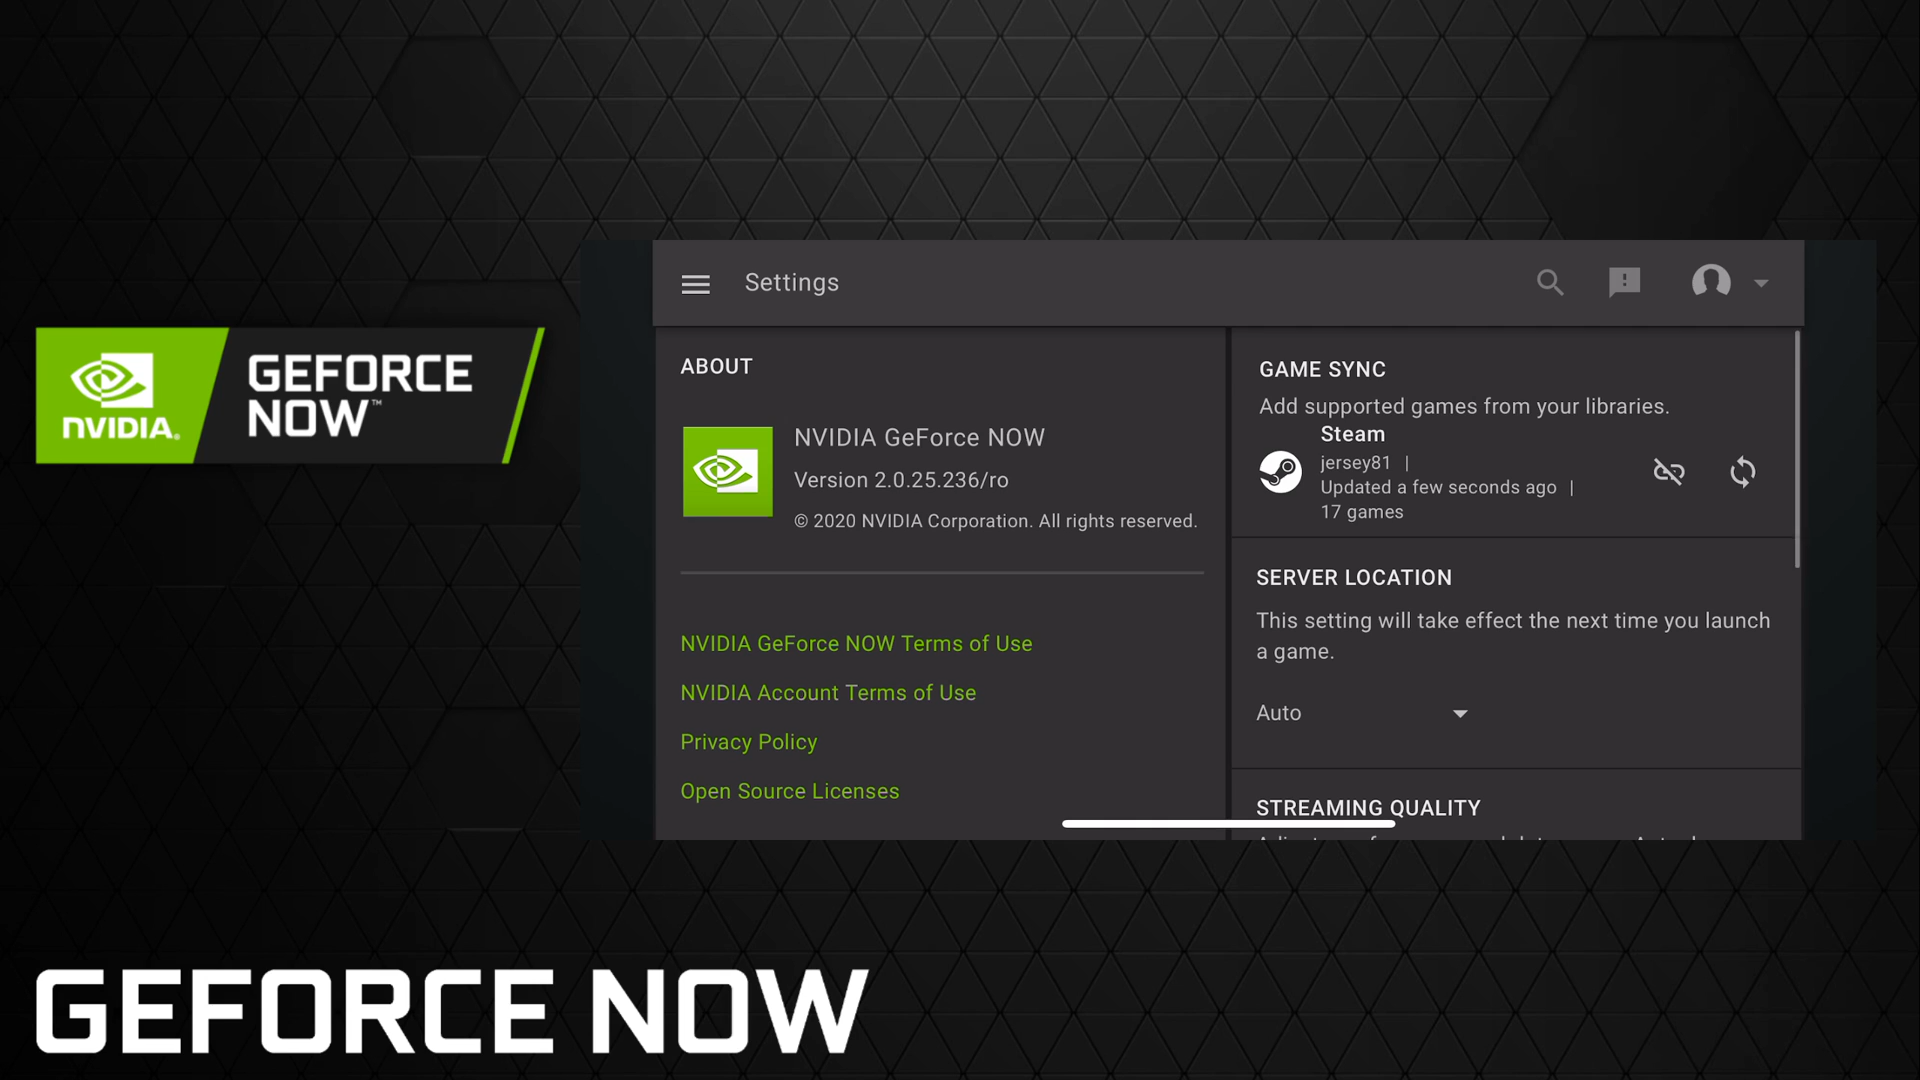 NVIDIA.
GEFORCE
NOW™
Settings
ABOUT
NVIDIA GeForce NOW
Version 2.0.25.236/ro
© 2020 NVIDIA Corporation. All rights reserved.
NVIDIA GeForce NOW Terms of Use
NVIDIA Account Terms of Use
Privacy Policy
Open Source Licenses
GAME SYNC
Add supported games from your libraries.
Steam
jersey81 |
Updated a few seconds ago |
17 games
SERVER LOCATION
This setting will take effect the next time you launch
a game.
Auto
STREAMING QUALITY
GEFORCE NOW